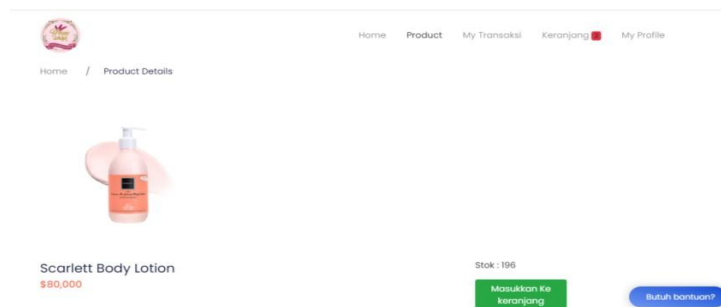 Home Product My Transaksi Keranjang My Profile
Home / Product Details
Scarlett Body Lotion
$80,000
Stok : 196
Masukkan Ke
keranjang
Butuh bantuan?